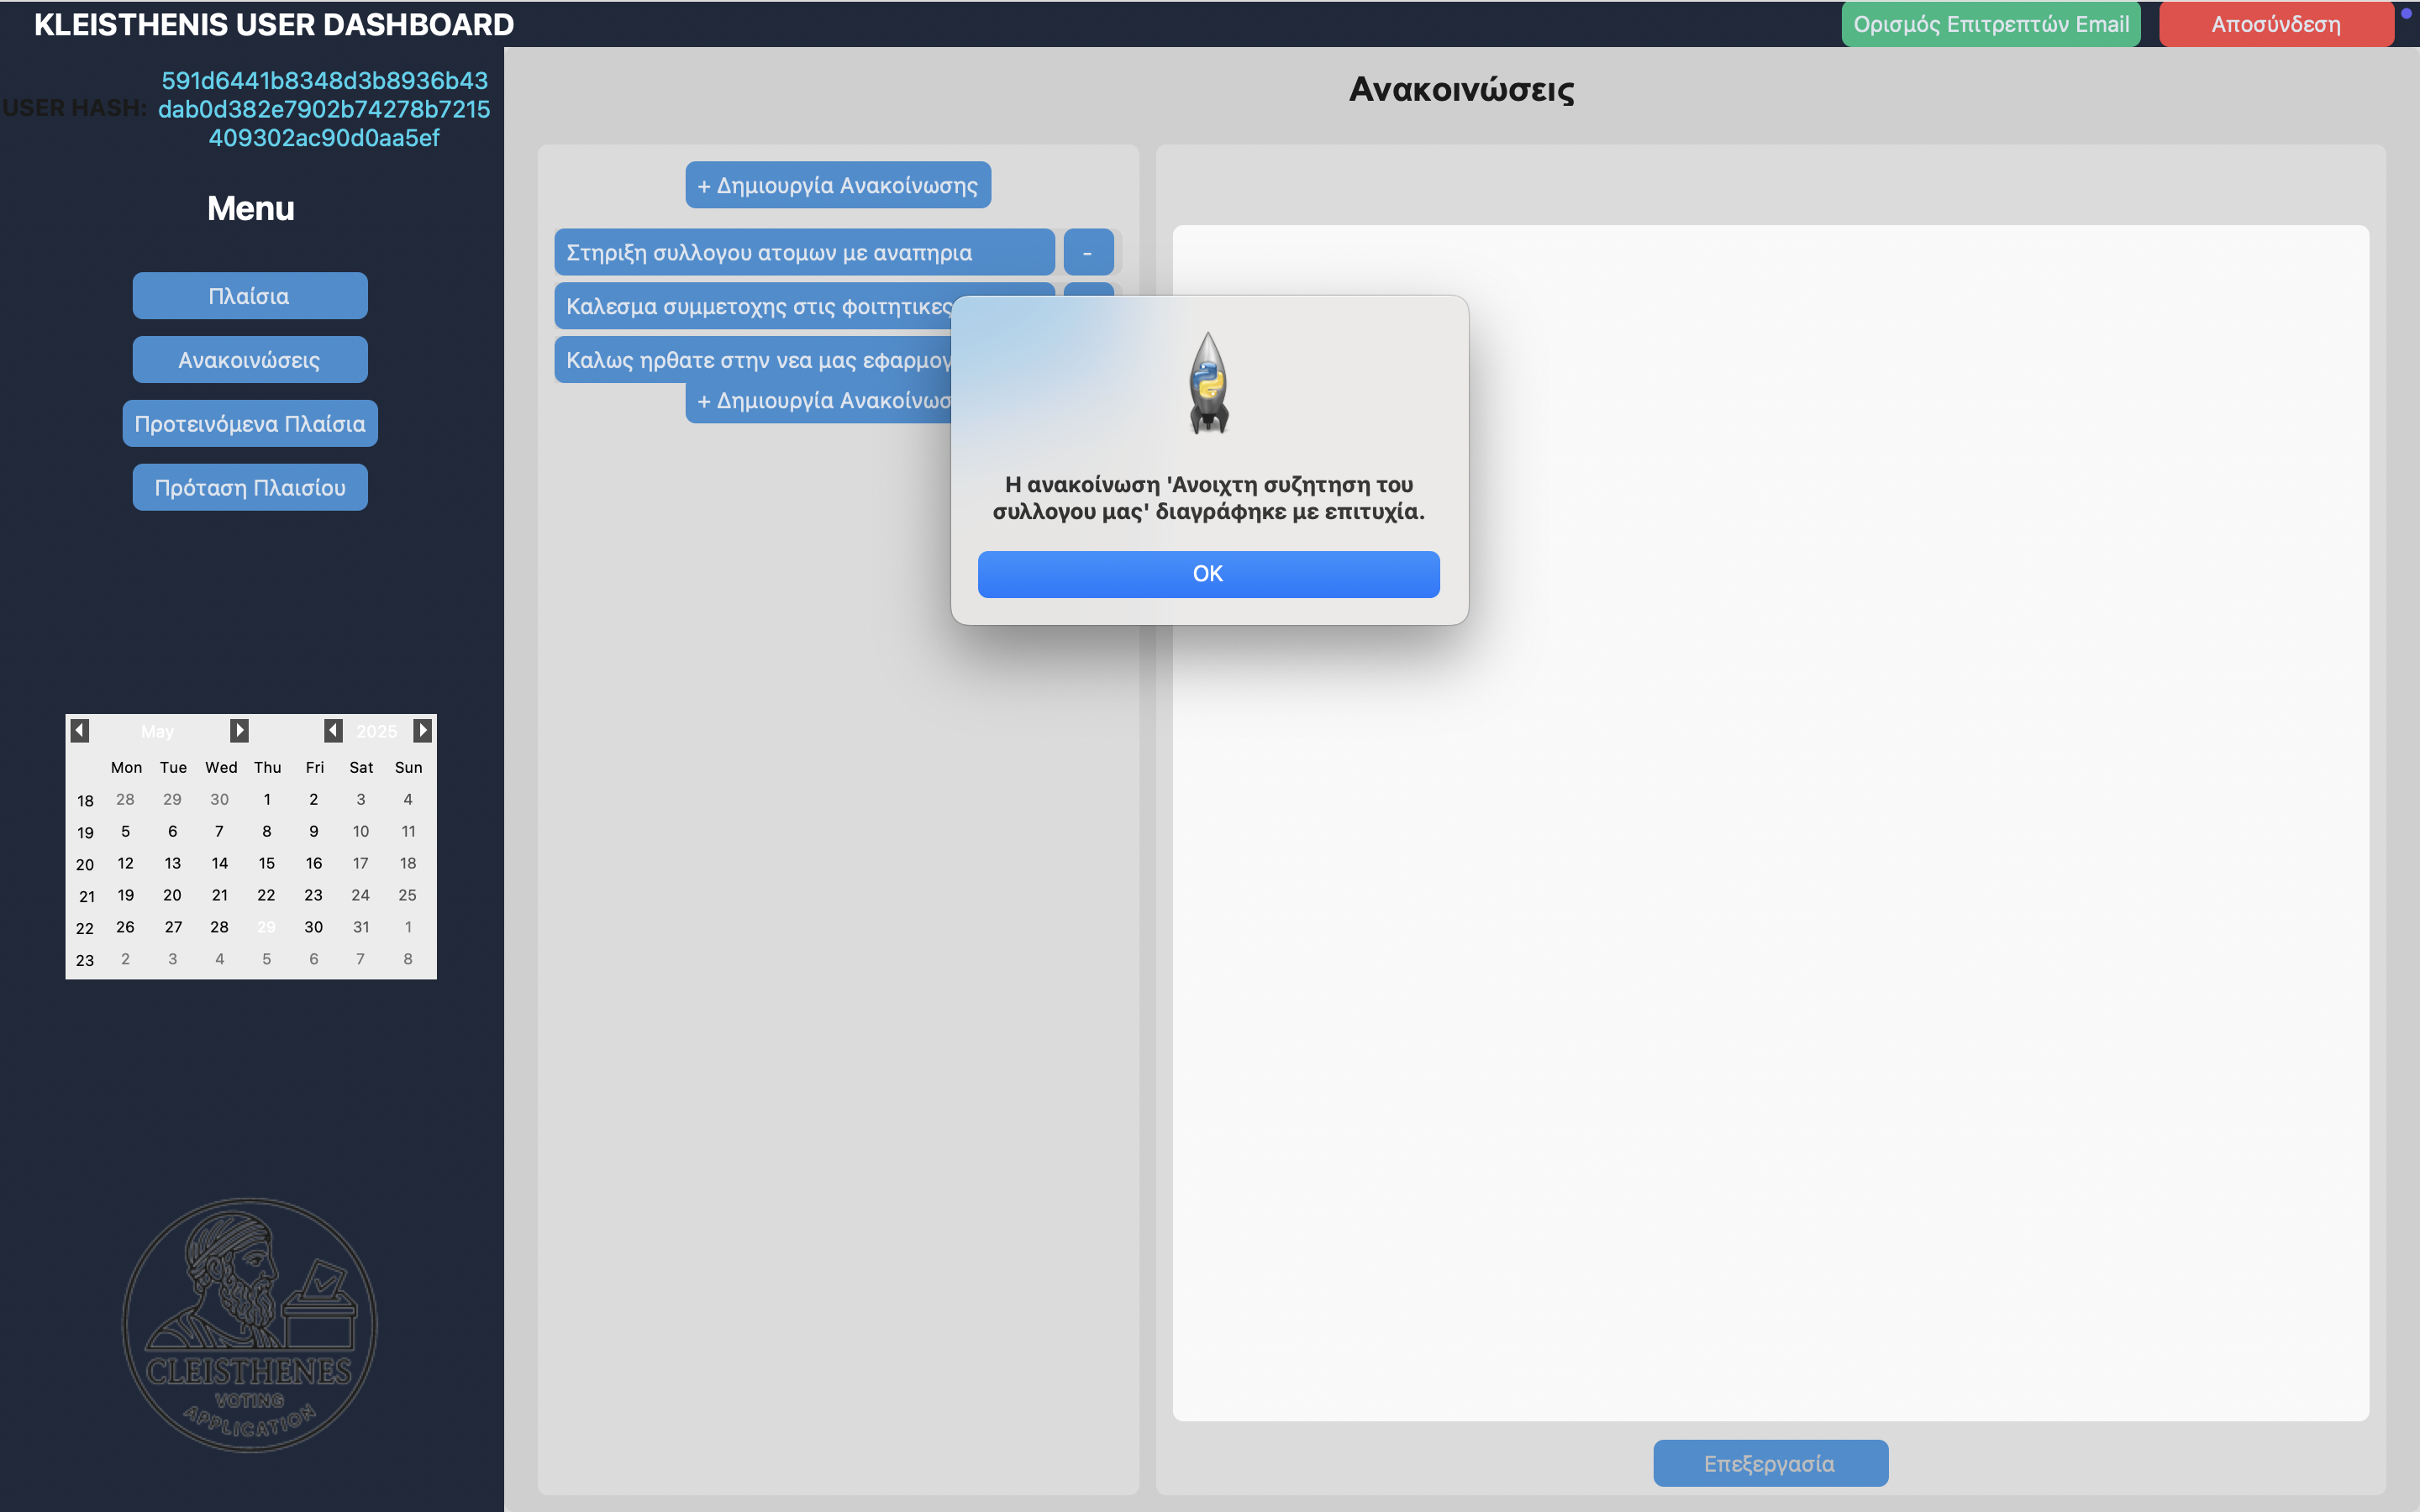 KLEISTHENIS USER DASHBOARD
Ορισμός Επιτρεπτών Email
Αποσύνδεση
USER HASH:
591d6441b8348d3b8936b43
dab0d382e7902b74278b7215
409302ac90d0aa5ef
Menu
Πλαίσια
Ανακοινώσεις
Προτεινόμενα Πλαίσια
Πρόταση Πλαισίου
May 2025
Mon Tue Wed Thu Fri Sat Sun
18 28 29 30 1 2 3 4
19 5 6 7 8 9 10 11
20 12 13 14 15 16 17 18
21 19 20 21 22 23 24 25
22 26 27 28 29 30 31 1
23 2 3 4 5 6 7 8
CLEISTHENES
VOTING
APPLICATION
Ανακοινώσεις
+ Δημιουργία Ανακοίνωσης
Στηριξη συλλογου ατομων με αναπηρια -
Καλεσμα συμμετοχης στις φοιτητικες
Καλως ηρθατε στην νεα μας εφαρμογ
+ Δημιουργία Ανακοίνωσ
Η ανακοίνωση 'Ανοιχτη συζητηση του
συλλογου μας' διαγράφηκε με επιτυχία.
OK
Επεξεργασία